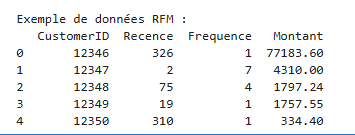 Exemple de données RFM :
CustomerID Recence Frequence Montant
0 12346 326 1 77183.60
1 12347 2 7 4310.00
2 12348 75 4 1797.24
3 12349 19 1 1757.55
4 12350 310 1 334.40